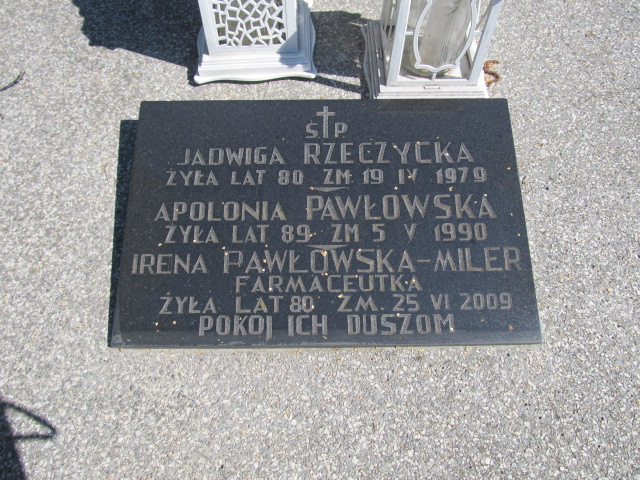 Ś P
JADWIGA RZECZYCKA
ŻYŁA LAT 80 ZM. 19 IV 1979
APOLONIA PAWŁOWSKA
ŻYŁA LAT 89 ZM 5 V 1990
IRENA PAWŁOWSKA-MILER
FARMACEUTKA
ŻYŁA LAT 80 ZM. 25 VI 2009
POKÓJ ICH DUSZOM